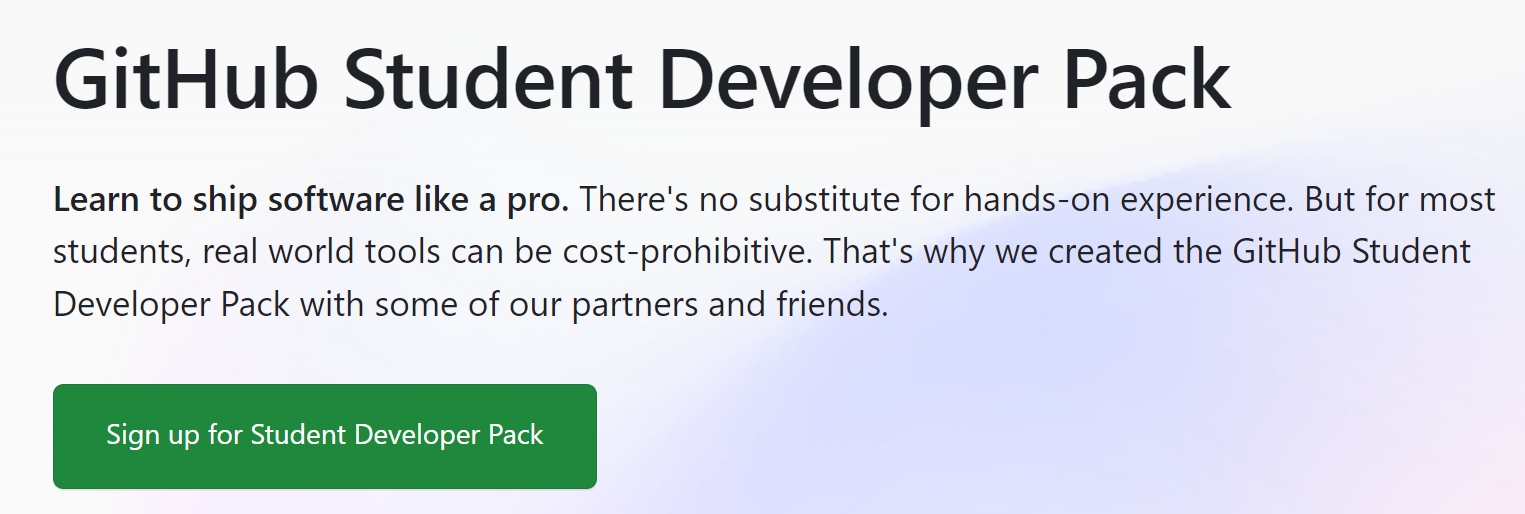 GitHub Student Developer Pack
Learn to ship software like a pro. There's no substitute for hands-on experience. But for most
students, real world tools can be cost-prohibitive. That's why we created the GitHub Student
Developer Pack with some of our partners and friends.
Sign up for Student Developer Pack